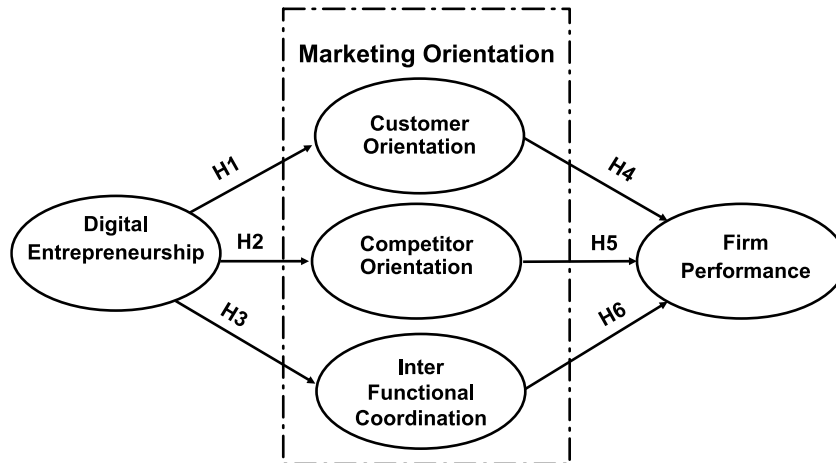 Marketing Orientation
Customer
Orientation
H1
H4
Digital
Entrepreneurship
H2
Competitor
Orientation
H5
Firm
Performance
H3
H6
Inter
Functional
Coordination